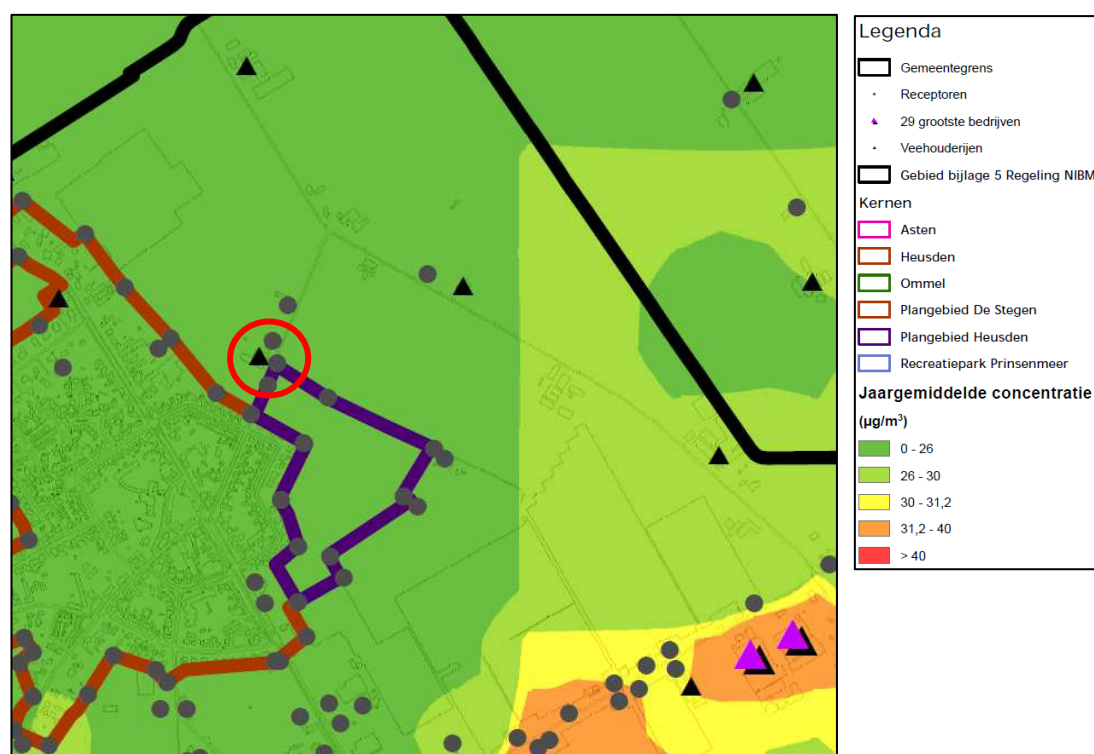 Legenda
Gemeentegrens
Receptoren
29 grootste bedrijven
Veehouderijen
Gebied bijlage 5 Regeling NIBM
Kernen
Asten
Heusden
Ommel
Plangebied De Stegen
Plangebied Heusden
Recreatiepark Prinsenmeer
Jaargemiddelde concentratie
(µg/m³)
0 - 26
26 - 30
30 - 31,2
31,2 - 40
> 40